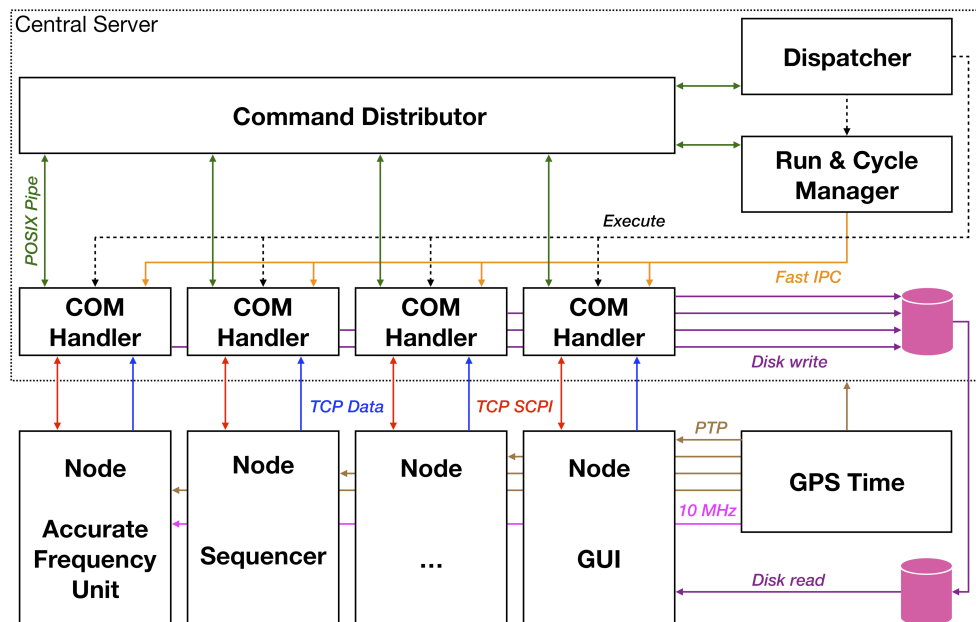 Central Server
Dispatcher
Command Distributor
Run & Cycle
Manager
POSIX Pipe
Execute
Fast IPC
COM
Handler
COM
Handler
COM
Handler
COM
Handler
Disk write
TCP Data
TCP SCPI
PTP
Node
Accurate
Frequency
Unit
Node
Sequencer
Node
...
Node
GUI
GPS Time
10 MHz
Disk read